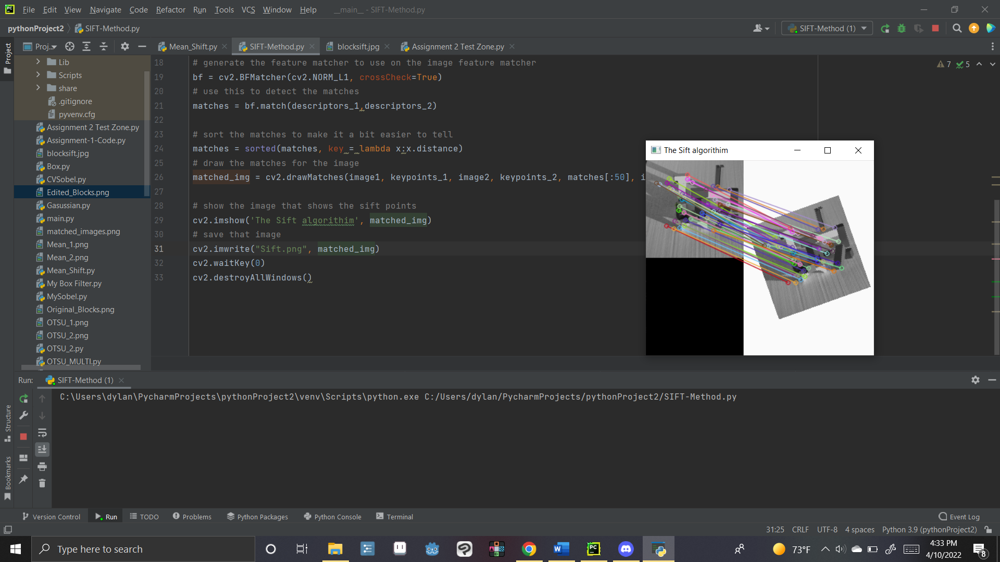 File Edit View Navigate Code Refactor Run Tools VCS Window Help __main__ - SIFT-Method.py
pythonProject2 SIFT-Method.py SIFT-Method (1)
Project
Proj... Mean_Shift.py SIFT-Method.py blocksift.jpg Assignment 2 Test Zone.py
Lib
Scripts
share
.gitignore
pyvenv.cfg
Assignment 2 Test Zone.py
Assignment-1-Code.py
blocksift.jpg
Box.py
CVSobel.py
Edited_Blocks.png
Gasussian.py
main.py
matched_images.png
Mean_1.png
Mean_2.png
Mean_Shift.py
My Box Filter.py
MySobel.py
Original_Blocks.png
OTSU_1.png
OTSU_2.png
OTSU_2.py
OTSU_MULTI.py
7 5
18 # generate the feature matcher to use on the image feature matcher
19 bf = cv2.BFMatcher(cv2.NORM_L1, crossCheck=True)
20 # use this to detect the matches
21 matches = bf.match(descriptors_1,descriptors_2)
22
23 # sort the matches to make it a bit easier to tell
24 matches = sorted(matches, key = lambda x:x.distance)
25 # draw the matches for the image
26 matched_img = cv2.drawMatches(image1, keypoints_1, image2, keypoints_2, matches[:50], i
27
28 # show the image that shows the sift points
29 cv2.imshow('The Sift algorithim', matched_img)
30 # save that image
31 cv2.imwrite("Sift.png", matched_img)
32 cv2.waitKey(0)
33 cv2.destroyAllWindows()
The Sift algorithim
Run: SIFT-Method (1)
C:\Users\dylan\PycharmProjects\pythonProject2\venv\Scripts\python.exe C:/Users/dylan/PycharmProjects/pythonProject2/SIFT-Method.py
Structure
Bookmarks
Version Control Run TODO Problems Python Packages Python Console Terminal Event Log
31:25 CRLF UTF-8 4 spaces Python 3.9 (pythonProject2)
Type here to search
73°F
4:33 PM
4/10/2022
8